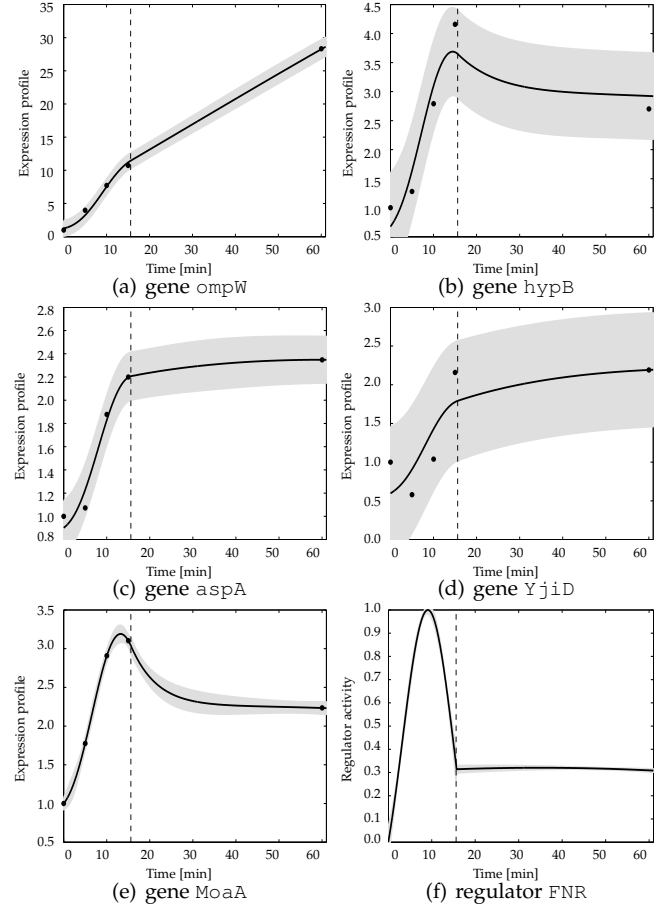 35
30
25
20
15
10
5
0
Expression profile
0 10 20 30 40 50 60
Time [min]
(a) gene ompW
4.5
4.0
3.5
3.0
2.5
2.0
1.5
1.0
0.5
Expression profile
0 10 20 30 40 50 60
Time [min]
(b) gene hypB
2.8
2.6
2.4
2.2
2.0
1.8
1.6
1.4
1.2
1.0
0.8
Expression profile
0 10 20 30 40 50 60
Time [min]
(c) gene aspA
3.0
2.5
2.0
1.5
1.0
0.5
0.0
Expression profile
0 10 20 30 40 50 60
Time [min]
(d) gene YjiD
3.5
3.0
2.5
2.0
1.5
1.0
0.5
Expression profile
0 10 20 30 40 50 60
Time [min]
(e) gene MoaA
1.0
0.9
0.8
0.7
0.6
0.5
0.4
0.3
0.2
0.1
0.0
Regulator activity
0 10 20 30 40 50 60
Time [min]
(f) regulator FNR